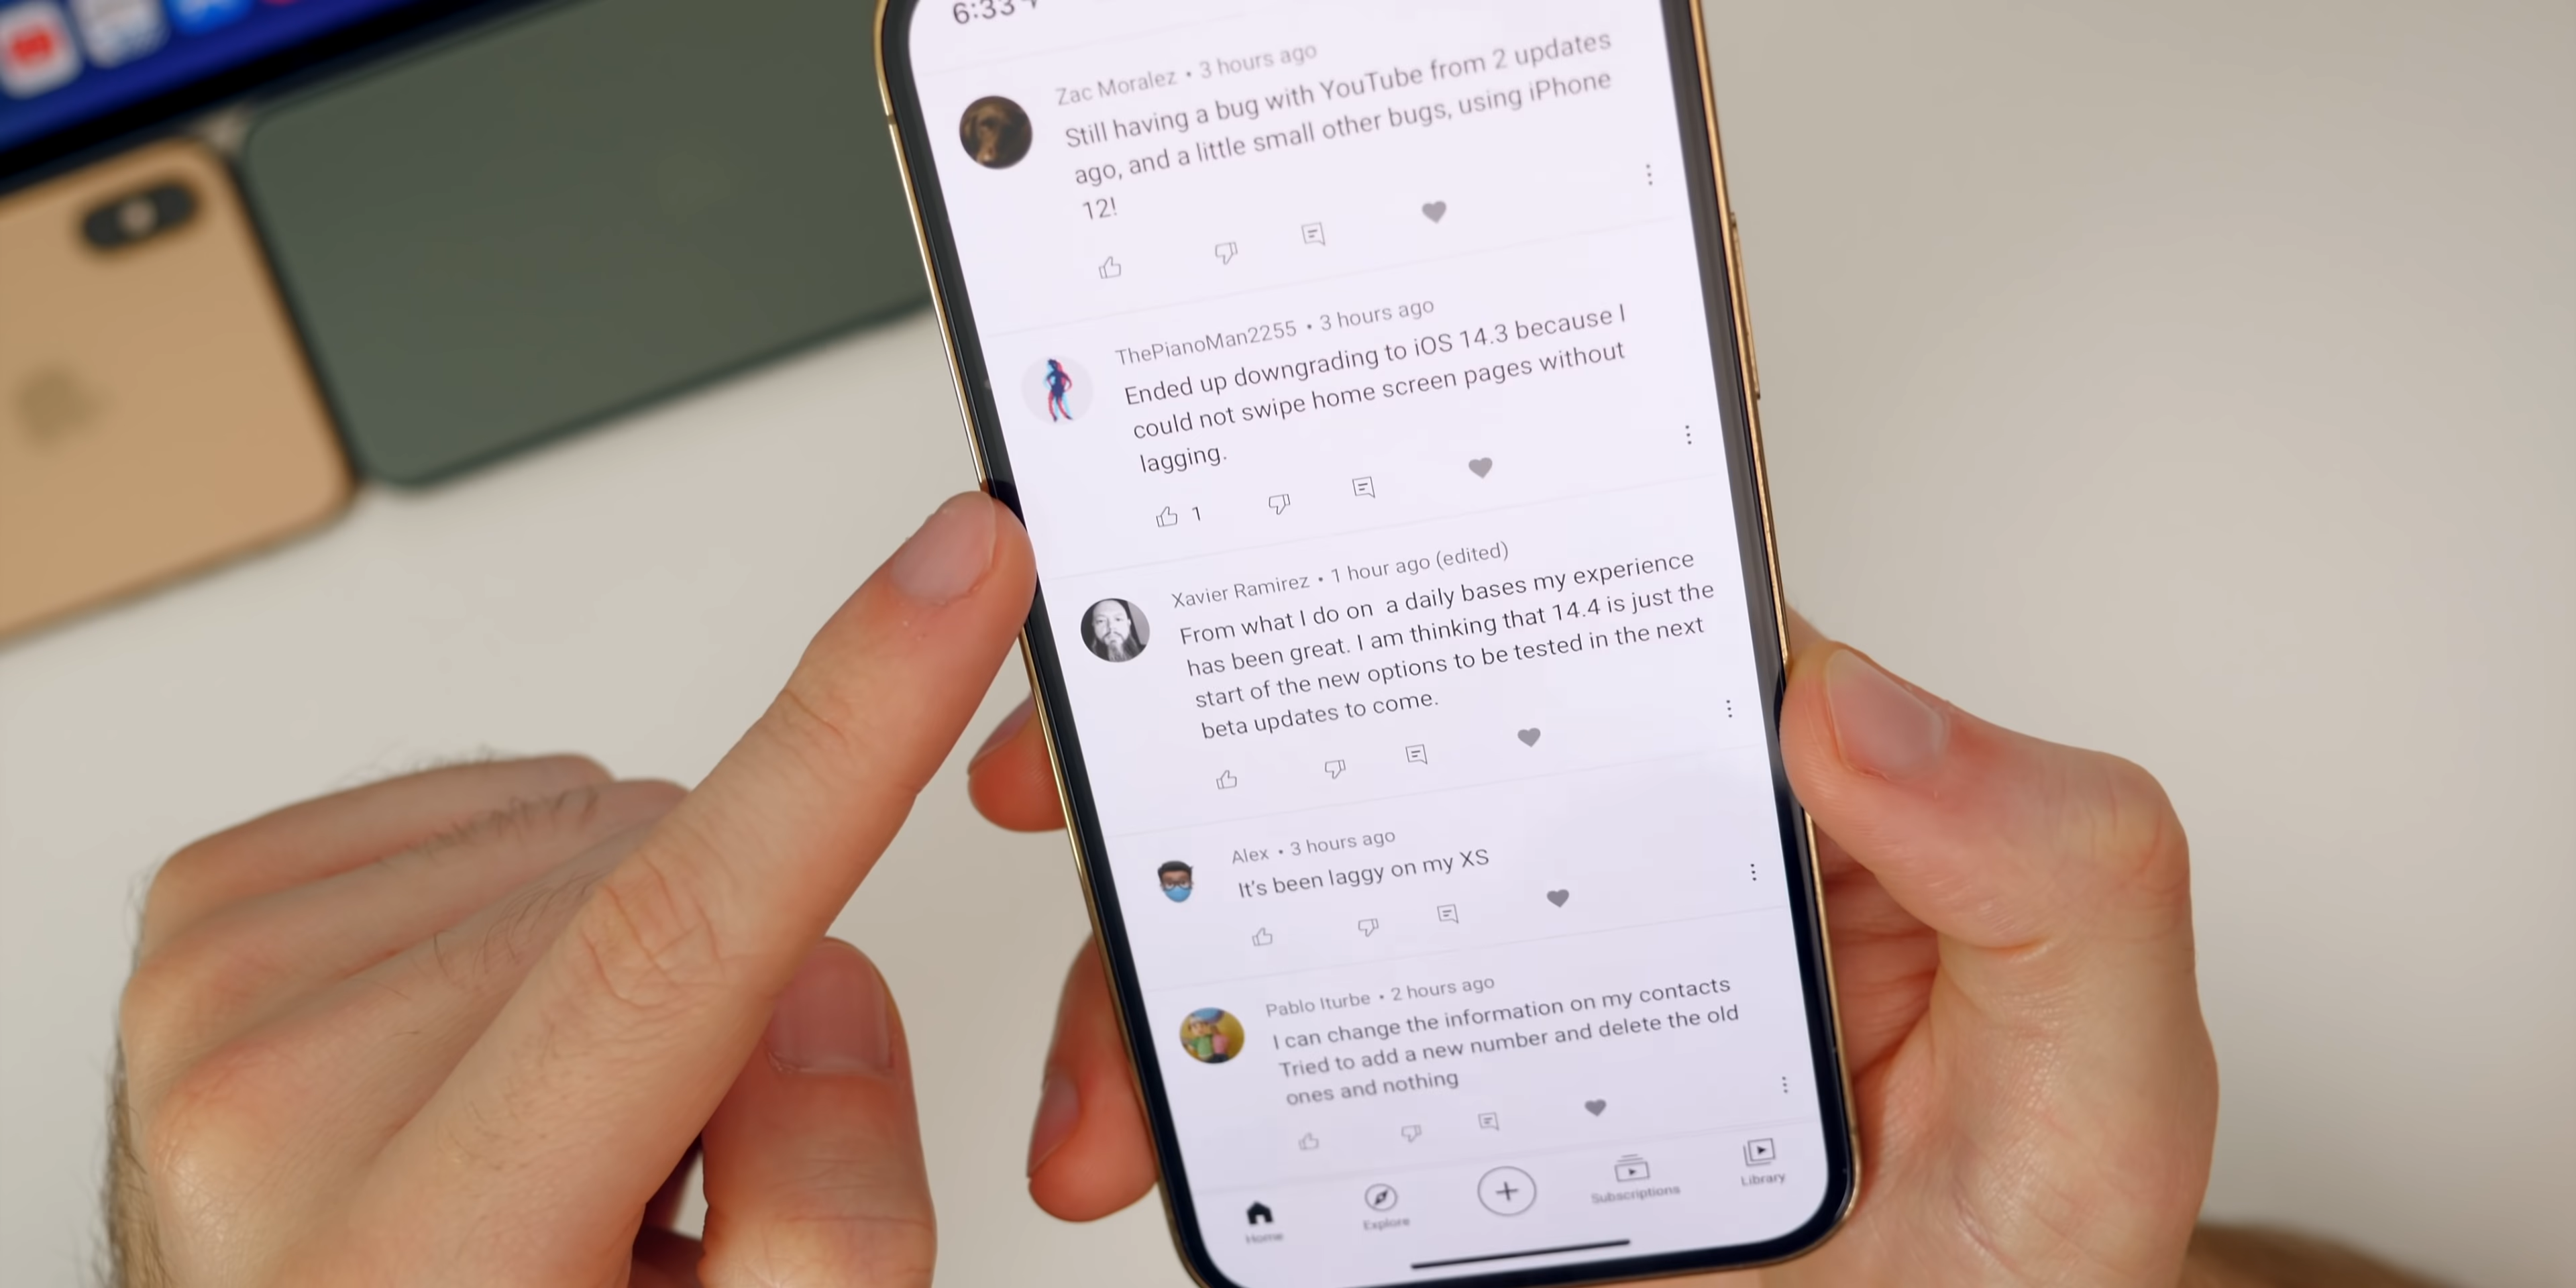 6:33
Zac Moralez • 3 hours ago
Still having a bug with YouTube from 2 updates
ago, and a little small other bugs, using iPhone
12!
ThePianoMan2255 • 3 hours ago
Ended up downgrading to iOS 14.3 because I
could not swipe home screen pages without
lagging.
1
Xavier Ramirez • 1 hour ago (edited)
From what I do on a daily bases my experience
has been great. I am thinking that 14.4 is just the
start of the new options to be tested in the next
beta updates to come.
Alex • 3 hours ago
It's been laggy on my XS
Pablo Iturbe • 2 hours ago
I can change the information on my contacts
Tried to add a new number and delete the old
ones and nothing
Home
Explore
Subscriptions
Library